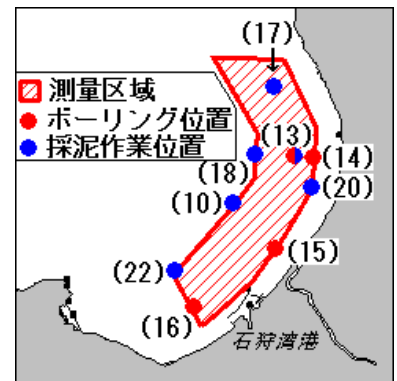 (17)
測量区域
ボーリング位置
採泥作業位置
(13)
(14)
(18)
(20)
(10)
(15)
(22)
(16)
石狩湾港